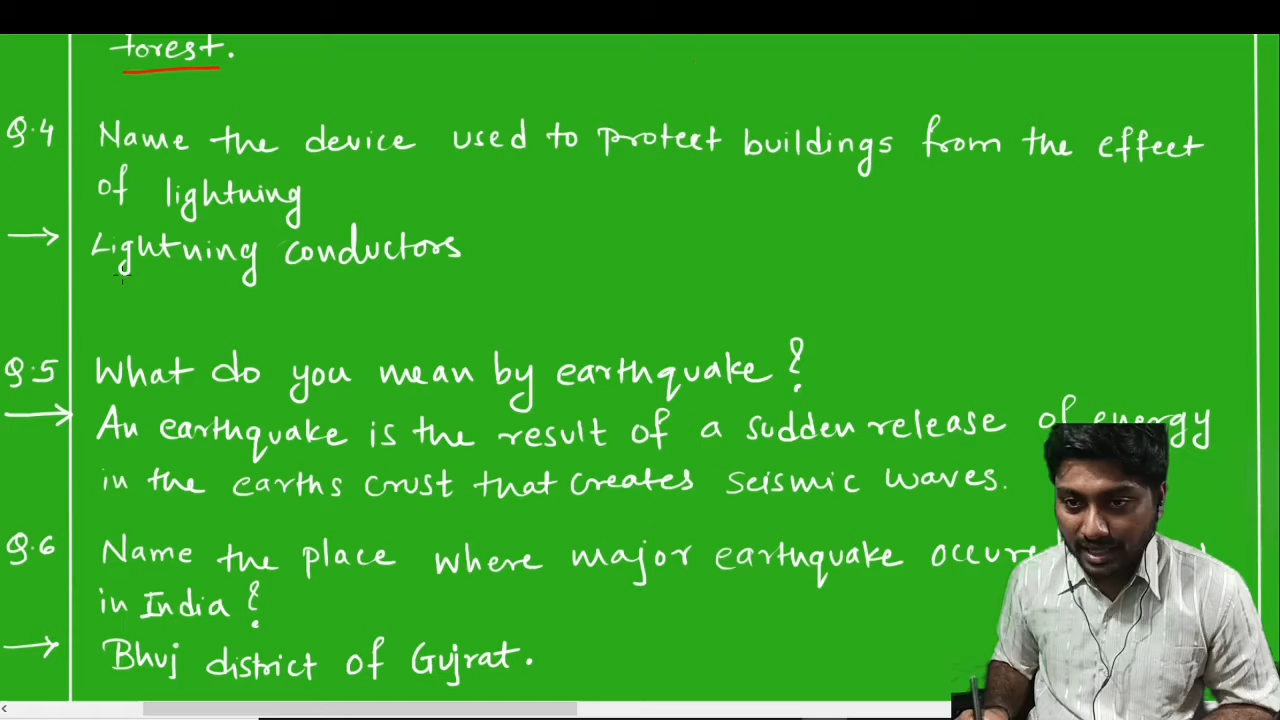 forest.
Q.4 Name the device used to protect buildings from the effect
of lightning
→ Lightning conductors
Q.5 What do you mean by earthquake?
→ An earthquake is the result of a sudden release of energy
in the earths crust that creates seismic waves.
Q.6 Name the place where major earthquake
in India?
→ Bhuj district of Gujrat.